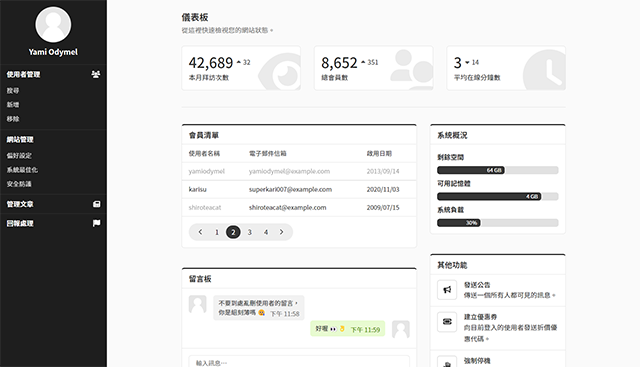 Yami Odymel
使用者管理
搜尋
新增
移除
網站管理
偏好設定
系統最佳化
安全防護
管理文章
回報處理
儀表板
從這裡快速檢視您的網站狀態。
42,689 32
本月拜訪次數
8,652 351
總會員數
3 14
平均在線分鐘數
會員清單
使用者名稱 電子郵件信箱 啟用日期
yamiodymel yamiodymel@example.com 2013/09/14
karisu superkari007@example.com 2020/11/03
shiroteacat shiroteacat@example.com 2009/07/15
1 2 3 4
系統概況
剩餘空間
64 GB
可用記憶體
4 GB
系統負載
30%
留言板
不要到處亂刪使用者的留言，
你是組刻薄嗎 下午 11:58
好喔 下午 11:59
輸入訊息…
其他功能
發送公告
傳送一個所有人都可見的訊息。
建立優惠券
向目前登入的使用者發送折價優
惠代碼。
強制停機